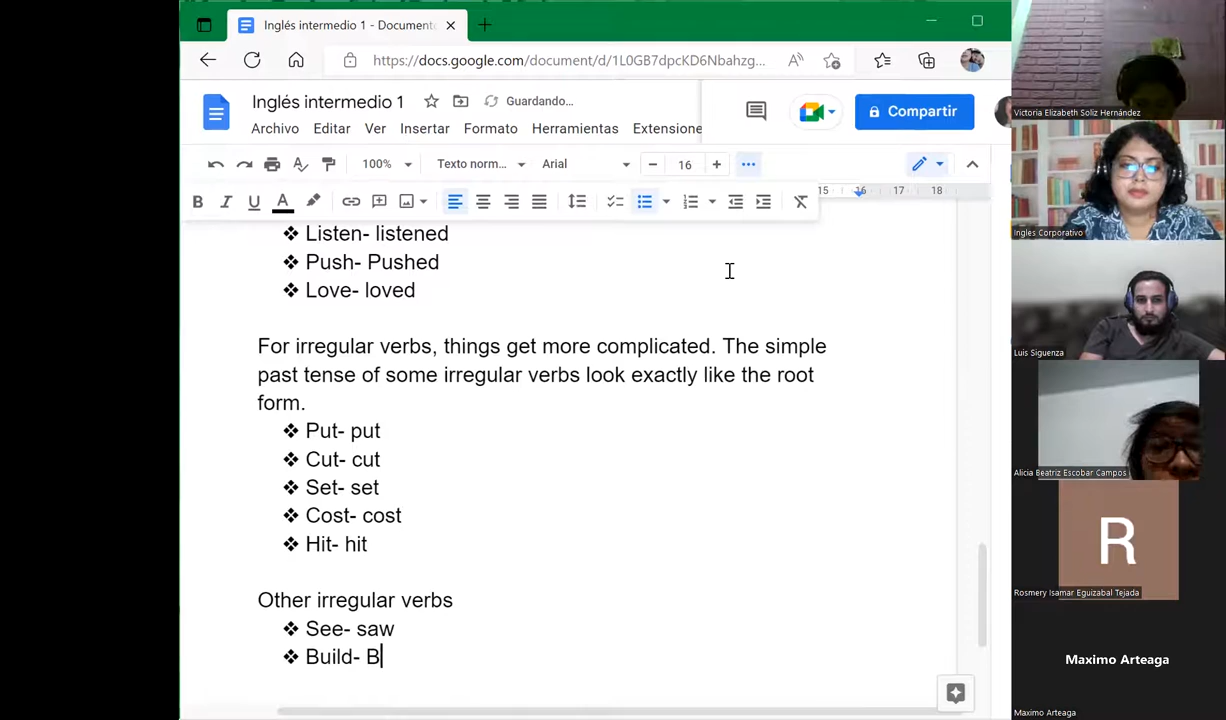 Inglés intermedio 1 - Documento
https://docs.google.com/document/d/1L0GB7dpcKD6Nbahzg...
Inglés intermedio 1
Guardando...
Compartir
Archivo Editar Ver Insertar Formato Herramientas Extensione
100% Texto norm... Arial 16
15 16 17 18
B I U A
❖ Listen- listened
❖ Push- Pushed
❖ Love- loved
For irregular verbs, things get more complicated. The simple
past tense of some irregular verbs look exactly like the root
form.
❖ Put- put
❖ Cut- cut
❖ Set- set
❖ Cost- cost
❖ Hit- hit
Other irregular verbs
❖ See- saw
❖ Build- B
Victoria Elizabeth Soliz Hernández
Ingles Corporativo
Luis Siguenza
Alicia Beatriz Escobar Campos
R
Rosmery Isamar Eguizabal Tejada
Maximo Arteaga
Maximo Arteaga